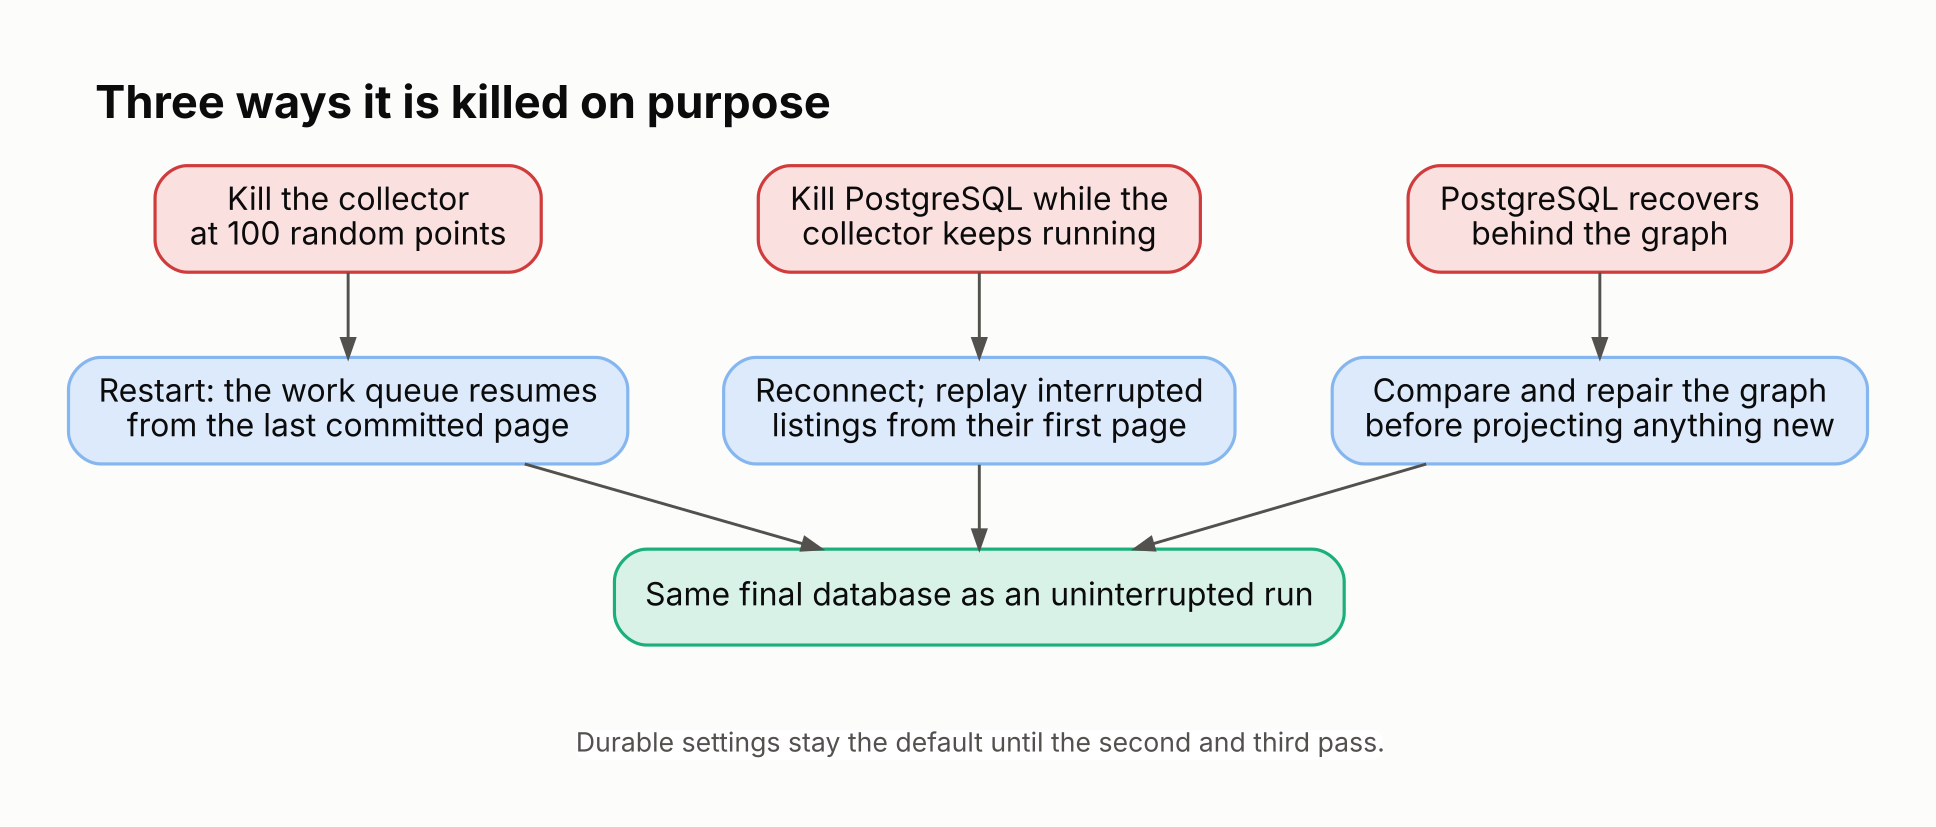 Three ways it is killed on purpose
Kill the collector
at 100 random points
Kill PostgreSQL while the
collector keeps running
PostgreSQL recovers
behind the graph
Restart: the work queue resumes
from the last committed page
Reconnect; replay interrupted
listings from their first page
Compare and repair the graph
before projecting anything new
Same final database as an uninterrupted run
Durable settings stay the default until the second and third pass.